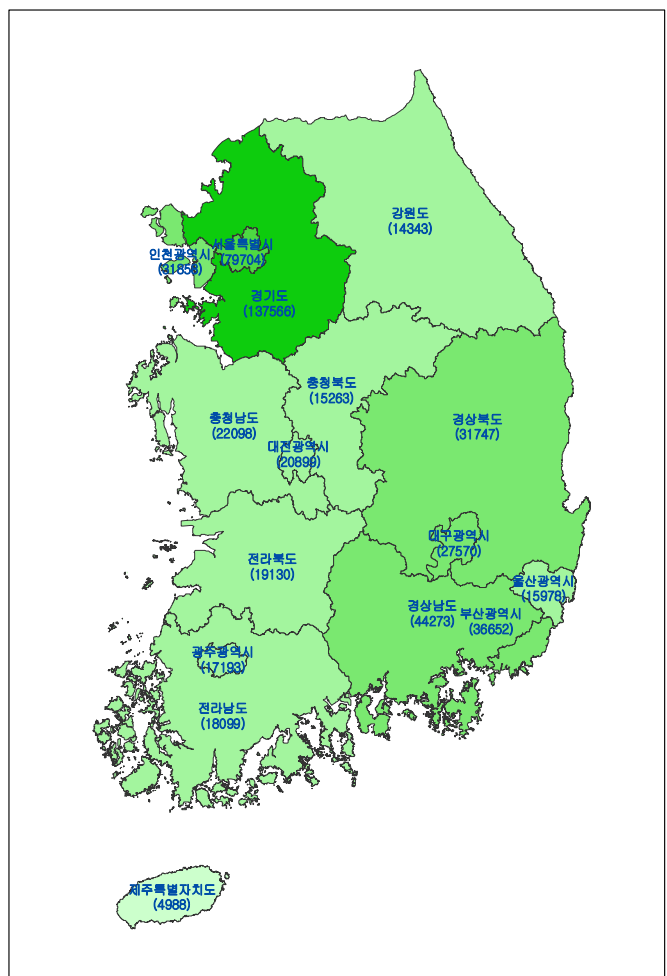 강원도
(14343)
서울특별시
(79704)
인천광역시
(31856)
경기도
(137566)
충청북도
(15263)
충청남도
(22098)
경상북도
(31747)
대전광역시
(20899)
대구광역시
(27570)
전라북도
(19130)
울산광역시
(15978)
경상남도
(44273)
부산광역시
(36652)
광주광역시
(17193)
전라남도
(18099)
제주특별자치도
(4988)